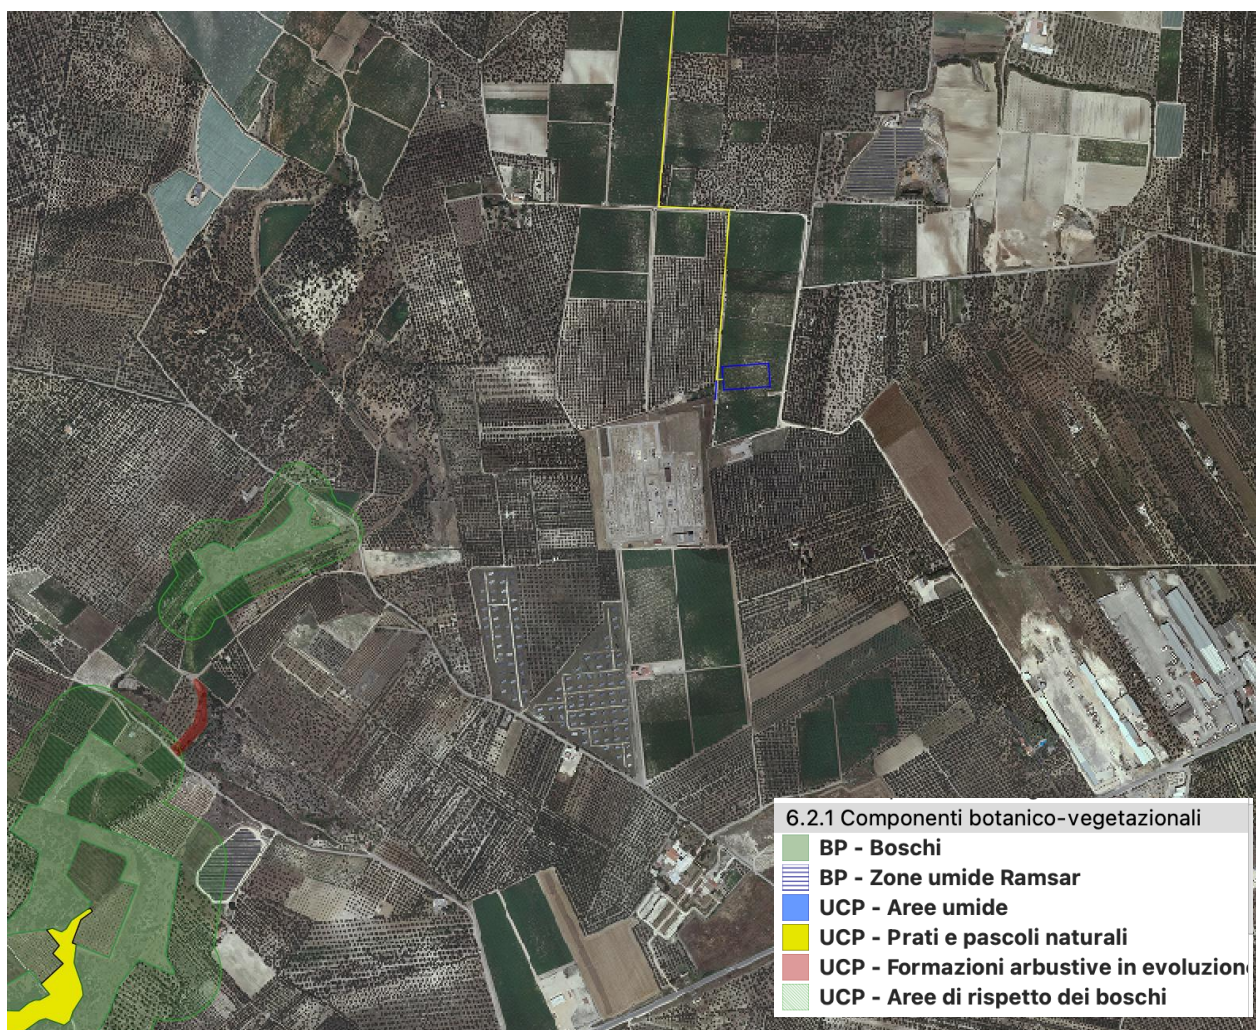 6.2.1 Componenti botanico-vegetazionali
BP - Boschi
BP - Zone umide Ramsar
UCP - Aree umide
UCP - Prati e pascoli naturali
UCP - Formazioni arbustive in evoluzion
UCP - Aree di rispetto dei boschi